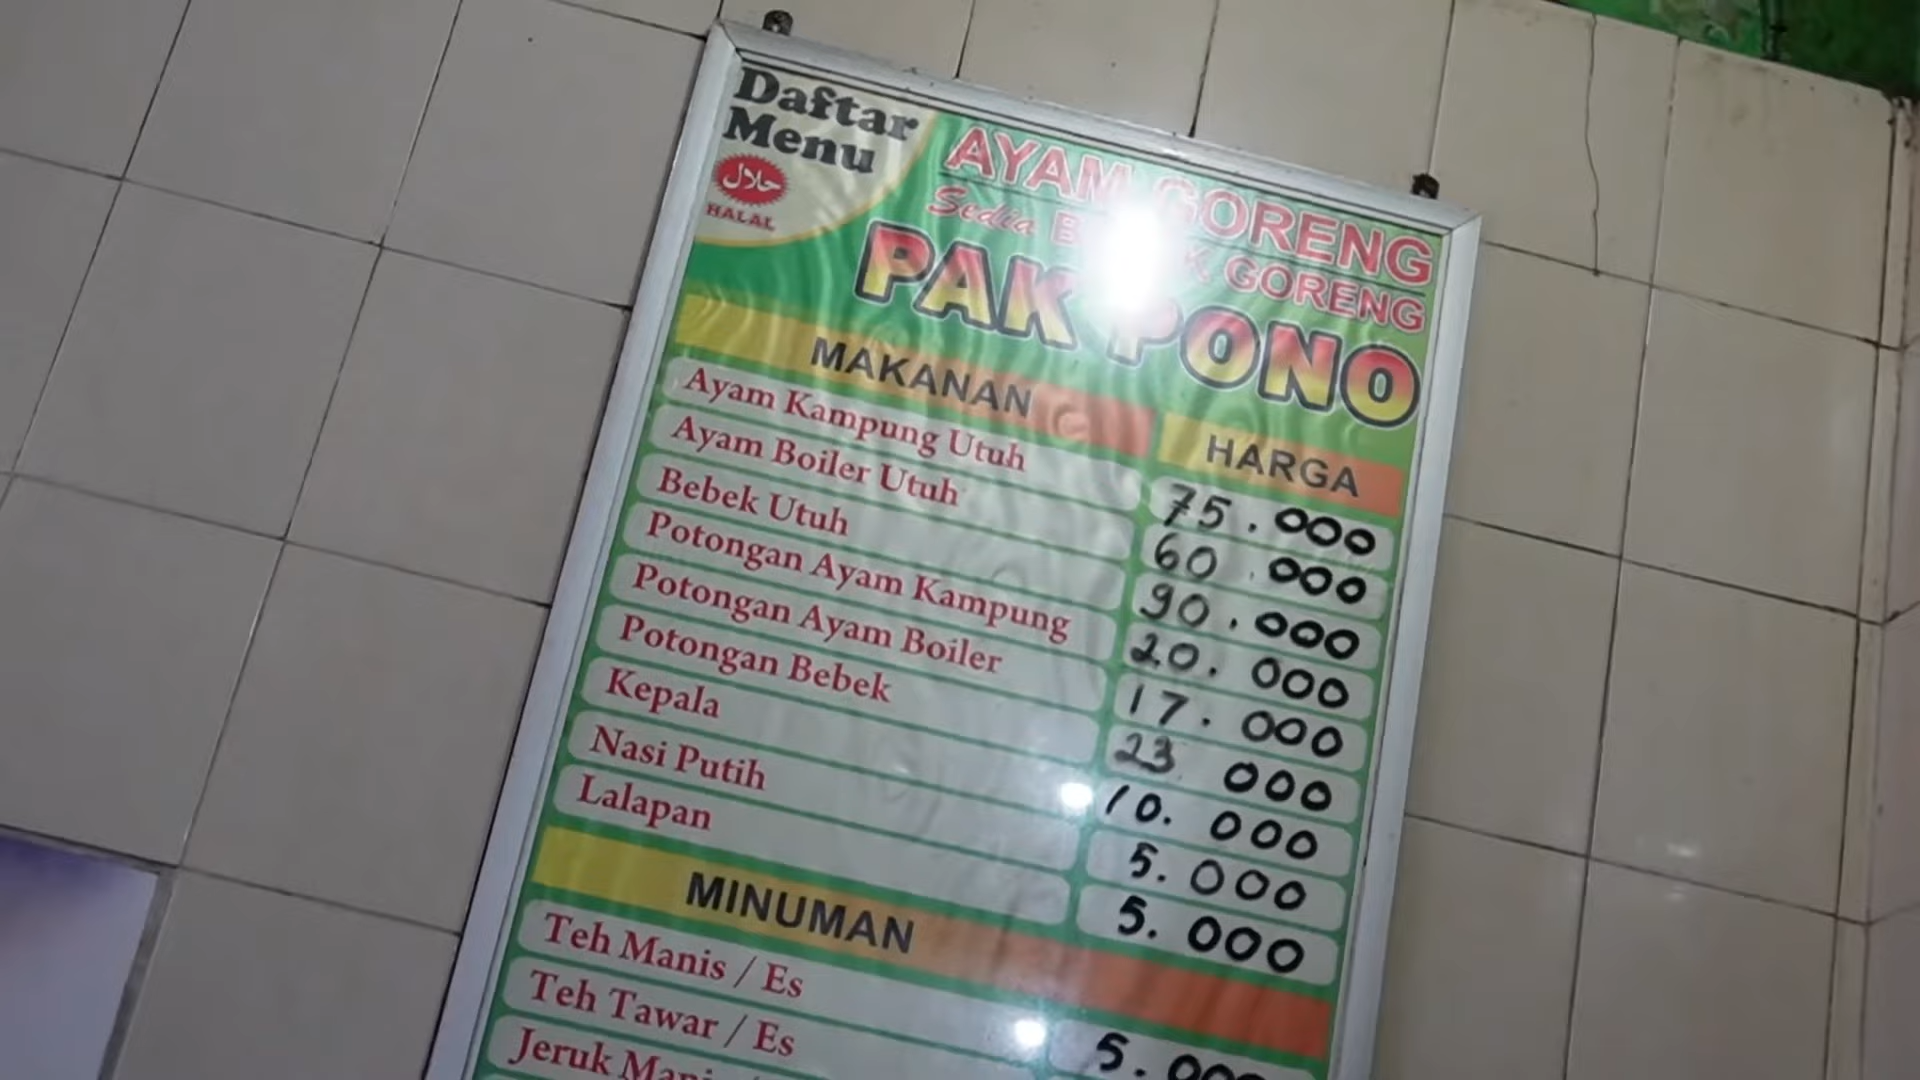 Daftar
Menu
حلال
HALAL
AYAM GORENG
Sedia GORENG
PAK PONO
MAKANAN HARGA
Ayam Kampung Utuh 75.000
Ayam Boiler Utuh 60.000
Bebek Utuh 90.000
Potongan Ayam Kampung 20.000
Potongan Ayam Boiler 17.000
Potongan Bebek 23.000
Kepala 10.000
Nasi Putih 5.000
Lalapan 5.000
MINUMAN
Teh Manis / Es 5.000
Teh Tawar / Es
Jeruk